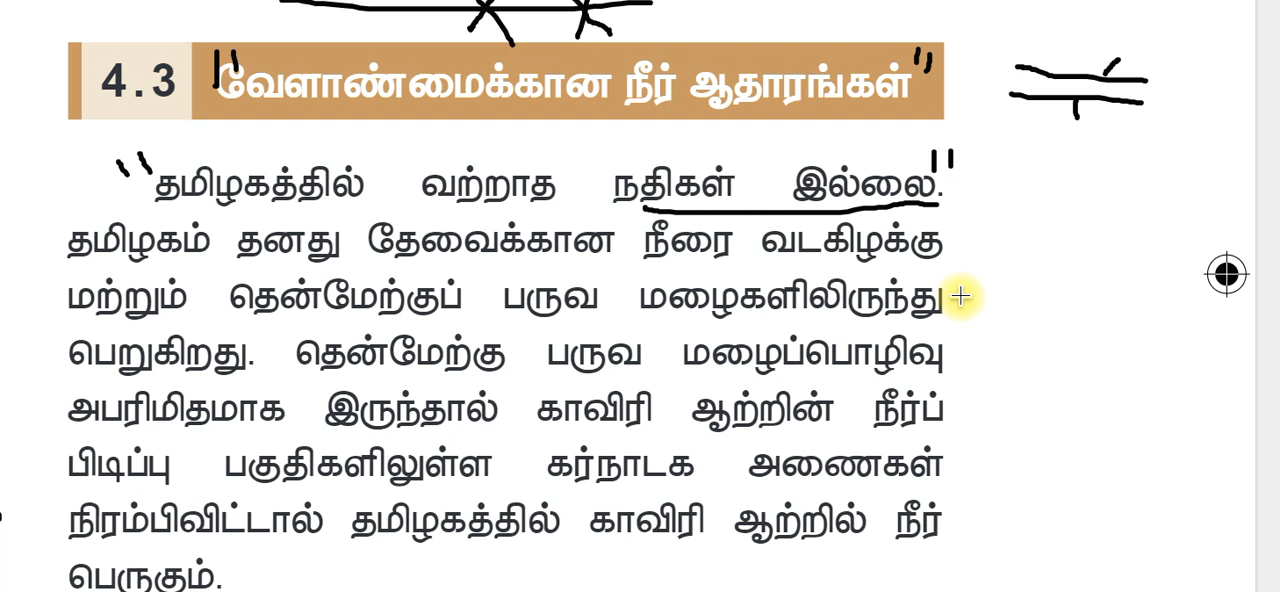 4.3 வேளாண்மைக்கான நீர் ஆதாரங்கள்
தமிழகத்தில் வற்றாத நதிகள் இல்லை.
தமிழகம் தனது தேவைக்கான நீரை வடகிழக்கு
மற்றும் தென்மேற்குப் பருவ மழைகளிலிருந்து
பெறுகிறது. தென்மேற்கு பருவ மழைப்பொழிவு
அபரிமிதமாக இருந்தால் காவிரி ஆற்றின் நீர்ப்
பிடிப்பு பகுதிகளிலுள்ள கர்நாடக அணைகள்
நிரம்பிவிட்டால் தமிழகத்தில் காவிரி ஆற்றில் நீர்
பெருகும்.